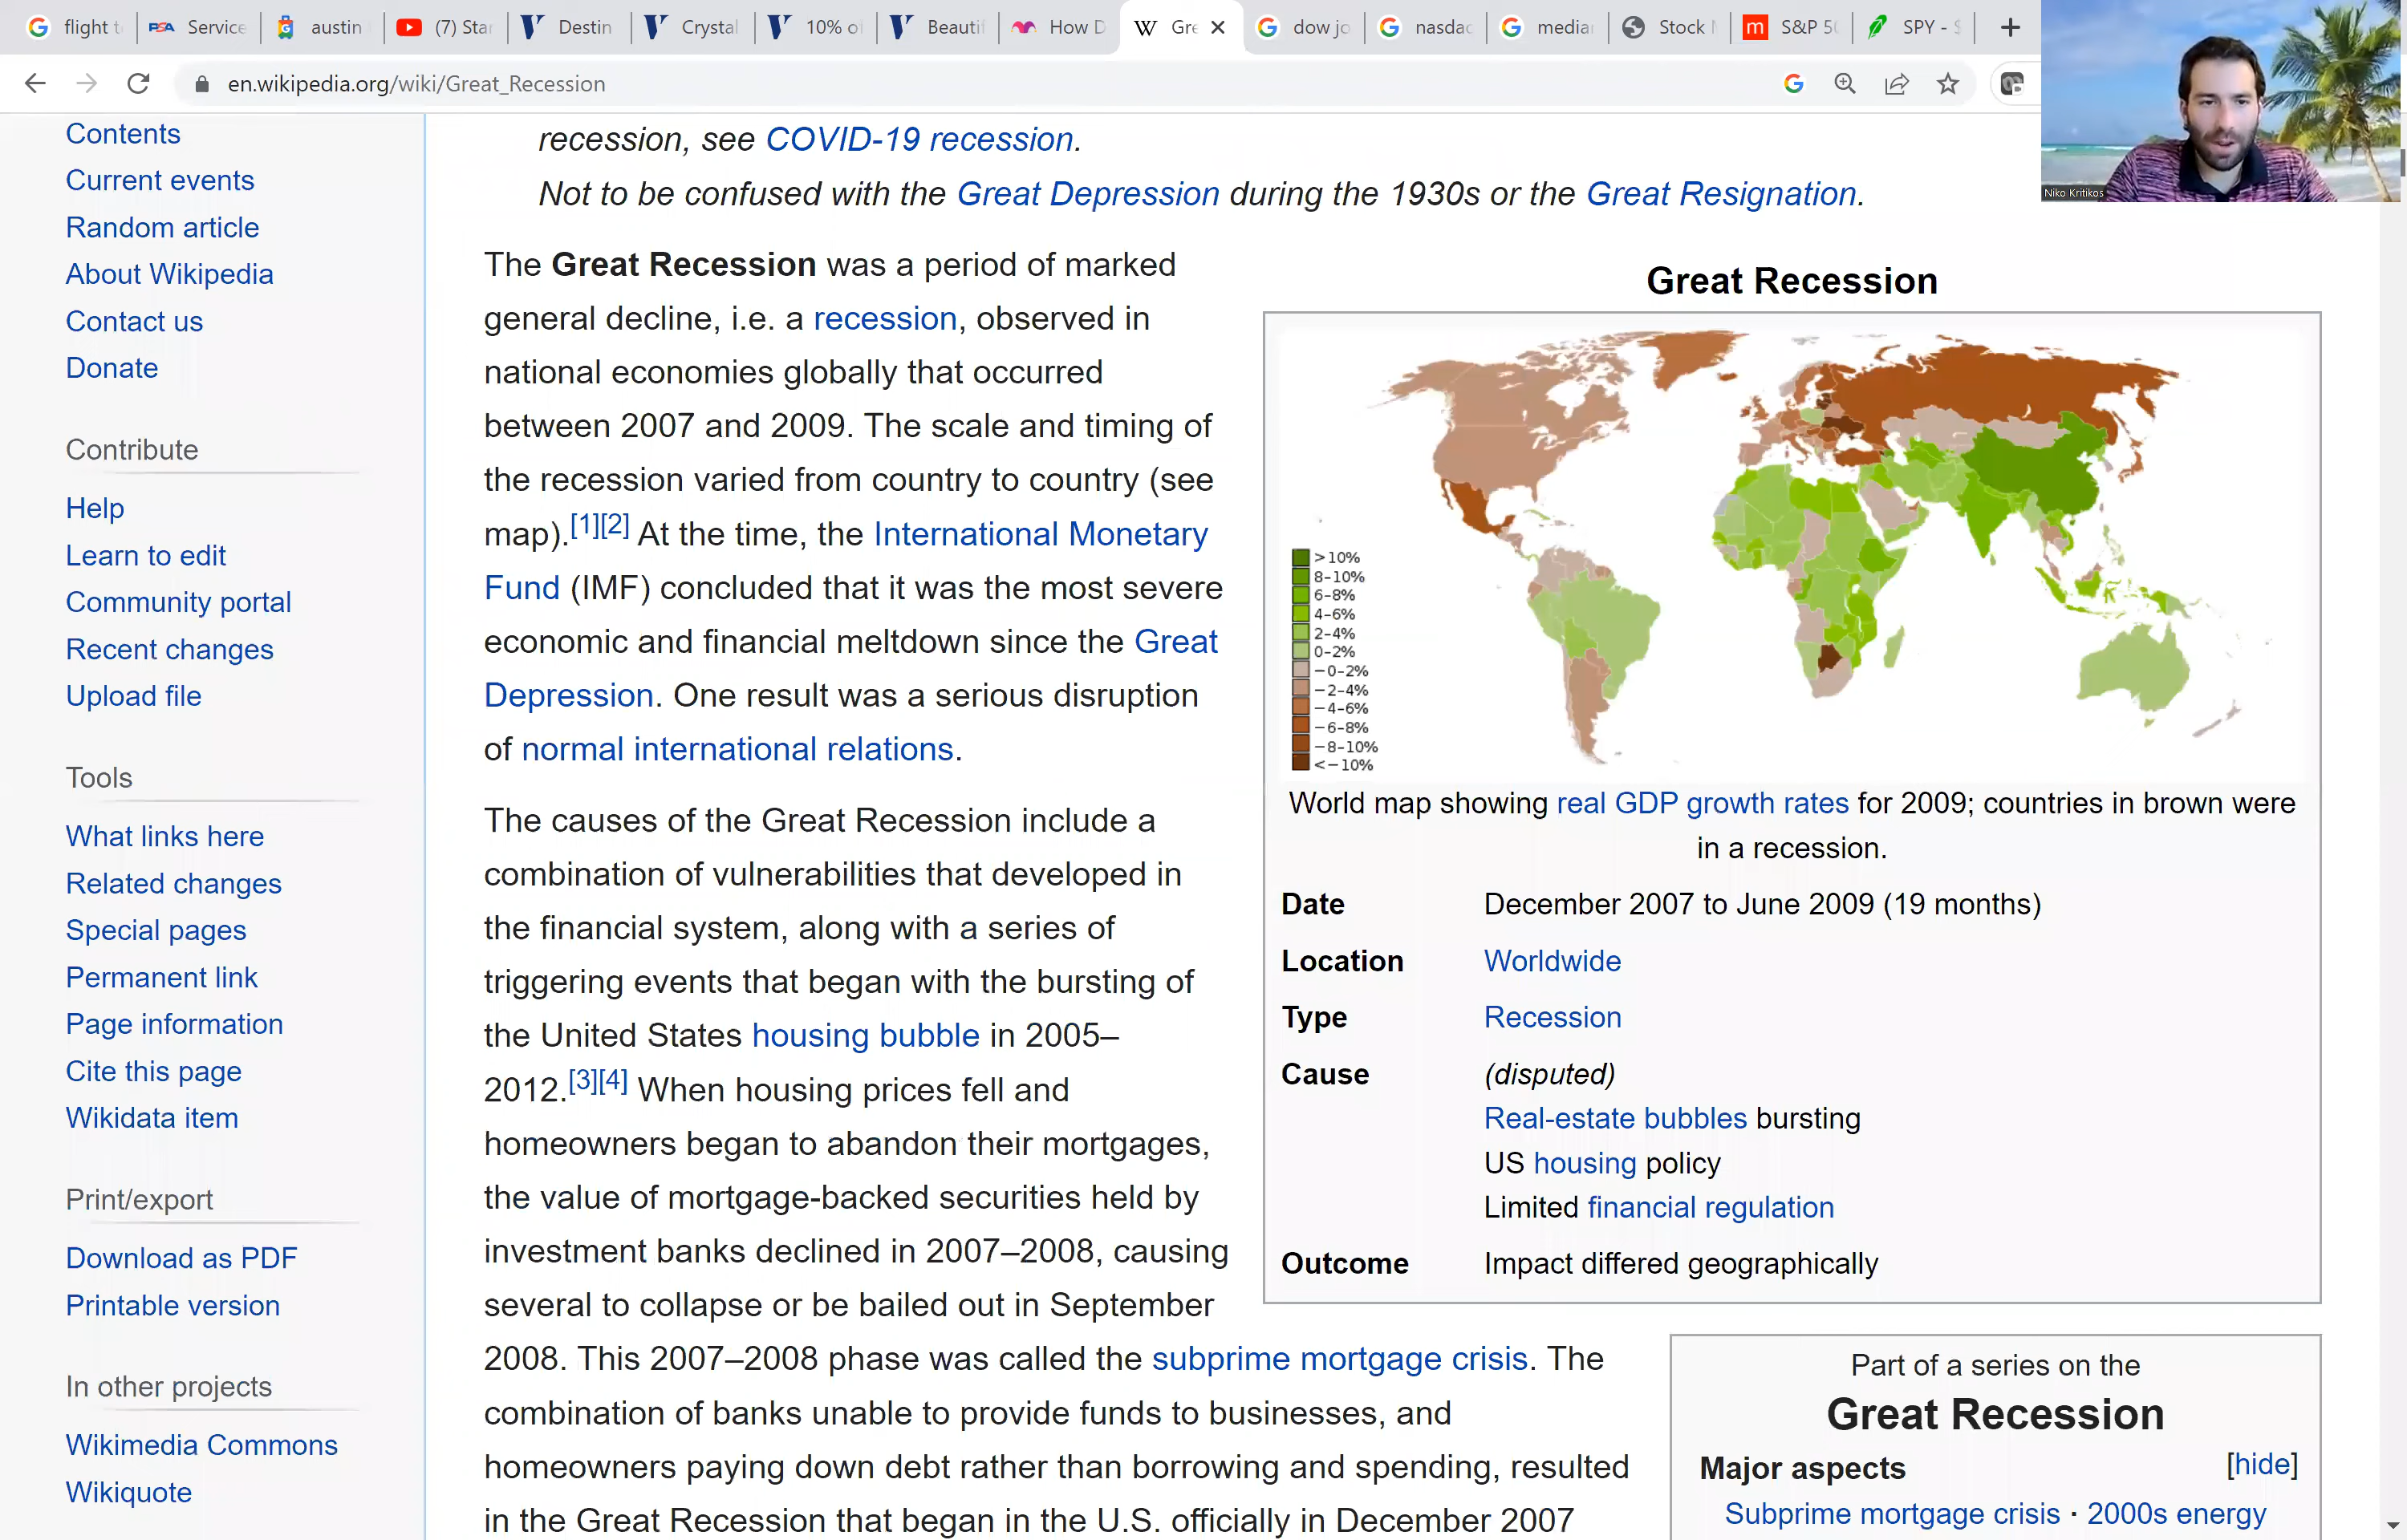 flight t
PSA Service
austin
(7) Star
Destin
Crystal
10% o
Beautif
How D
W Gre
dow jo
nasdac
media
Stock
m S&P 50
SPY - $
en.wikipedia.org/wiki/Great_Recession
Niko Kritikos
Contents
Current events
Random article
About Wikipedia
Contact us
Donate
Contribute
Help
Learn to edit
Community portal
Recent changes
Upload file
Tools
What links here
Related changes
Special pages
Permanent link
Page information
Cite this page
Wikidata item
Print/export
Download as PDF
Printable version
In other projects
Wikimedia Commons
Wikiquote
recession, see COVID-19 recession.
Not to be confused with the Great Depression during the 1930s or the Great Resignation.
The Great Recession was a period of marked
general decline, i.e. a recession, observed in
national economies globally that occurred
between 2007 and 2009. The scale and timing of
the recession varied from country to country (see
map).[1][2] At the time, the International Monetary
Fund (IMF) concluded that it was the most severe
economic and financial meltdown since the Great
Depression. One result was a serious disruption
of normal international relations.
The causes of the Great Recession include a
combination of vulnerabilities that developed in
the financial system, along with a series of
triggering events that began with the bursting of
the United States housing bubble in 2005–
2012.[3][4] When housing prices fell and
homeowners began to abandon their mortgages,
the value of mortgage-backed securities held by
investment banks declined in 2007–2008, causing
several to collapse or be bailed out in September
2008. This 2007–2008 phase was called the subprime mortgage crisis. The
combination of banks unable to provide funds to businesses, and
homeowners paying down debt rather than borrowing and spending, resulted
in the Great Recession that began in the U.S. officially in December 2007
Great Recession
>10%
8–10%
6–8%
4–6%
2–4%
0–2%
−0–2%
−2–4%
−4–6%
−6–8%
−8–10%
<−10%
World map showing real GDP growth rates for 2009; countries in brown were
in a recession.
Date December 2007 to June 2009 (19 months)
Location Worldwide
Type Recession
Cause (disputed)
Real-estate bubbles bursting
US housing policy
Limited financial regulation
Outcome Impact differed geographically
Part of a series on the
Great Recession
Major aspects [hide]
Subprime mortgage crisis · 2000s energy